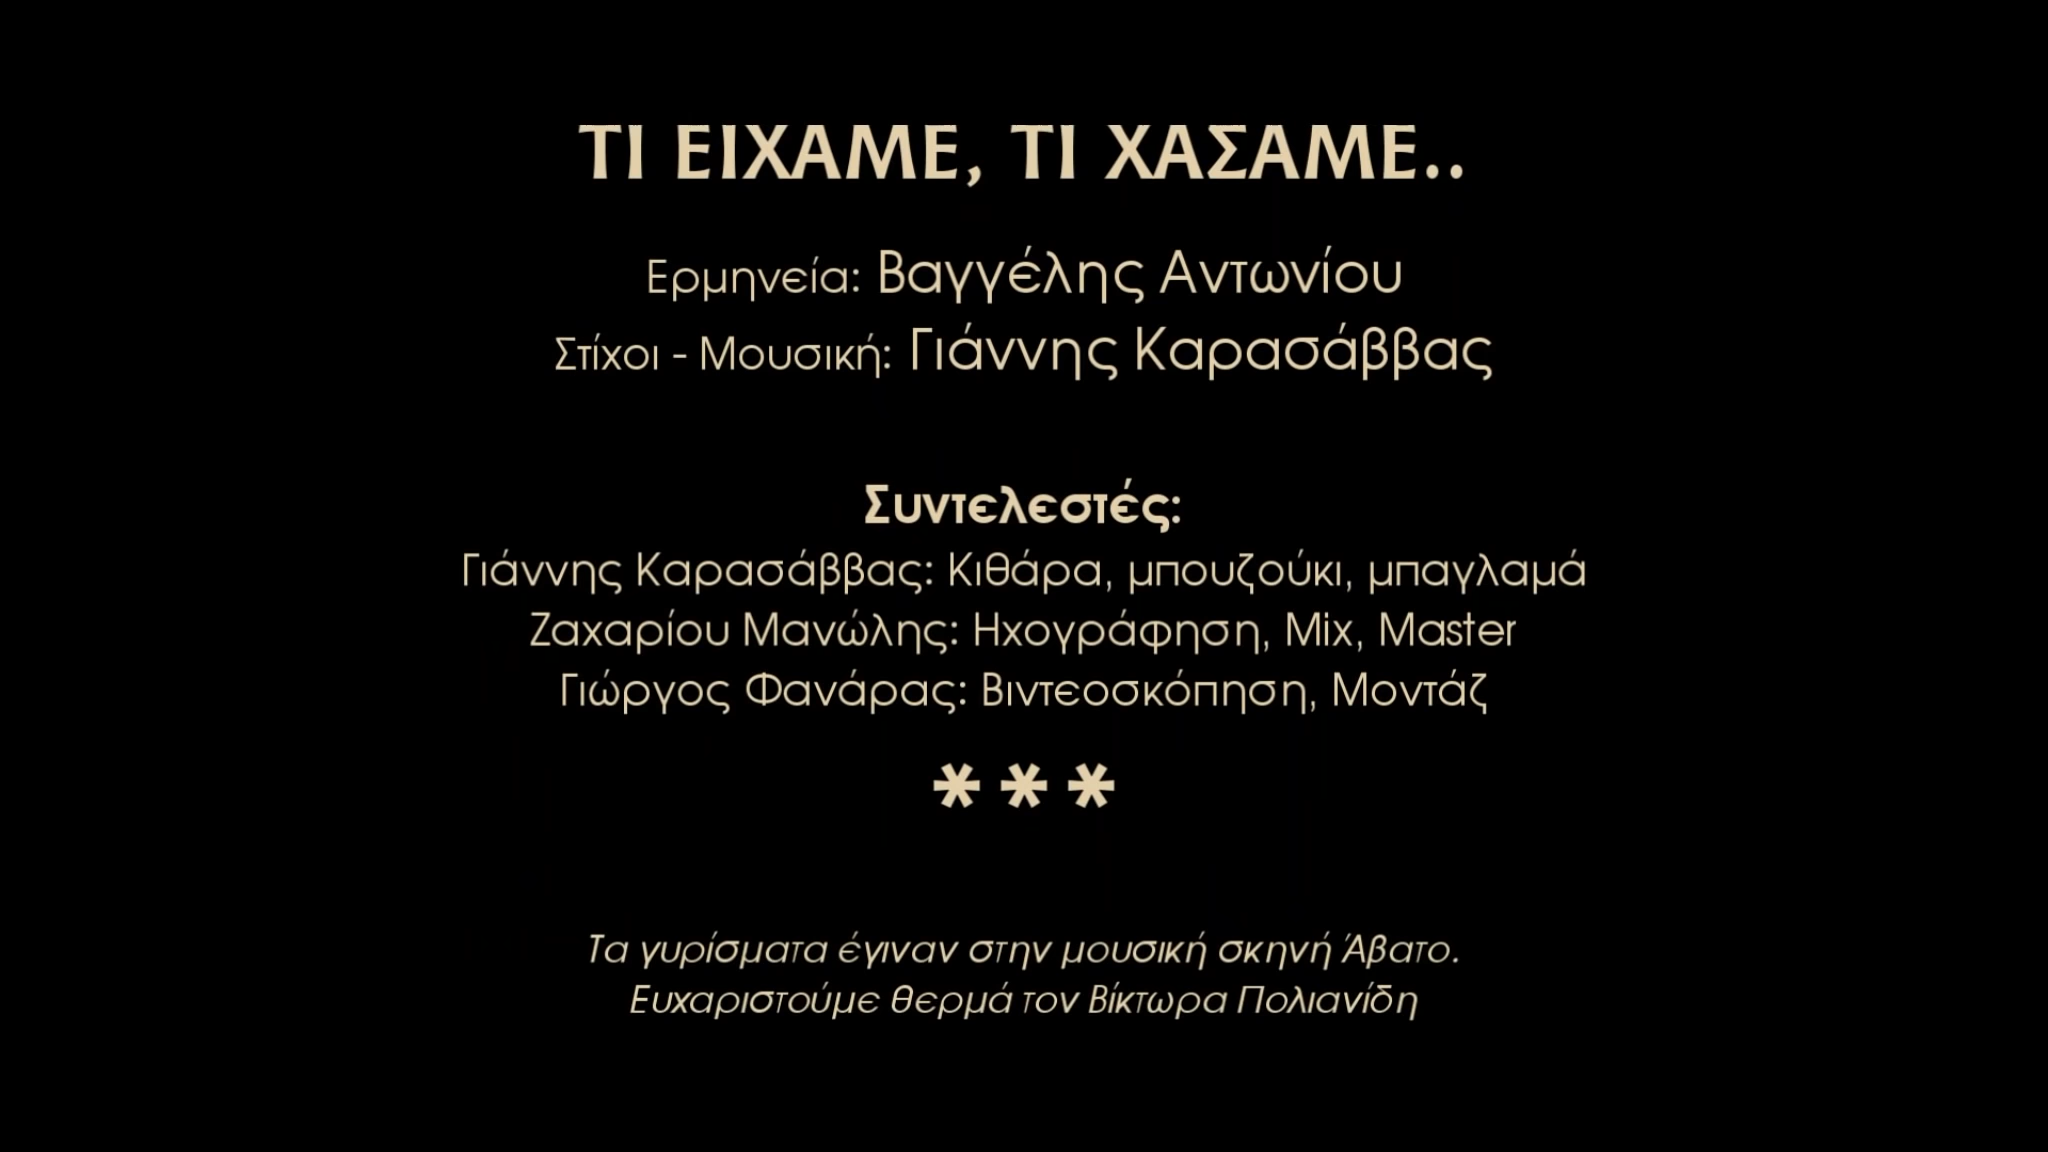 ΤΙ ΕΙΧΑΜΕ, ΤΙ ΧΑΣΑΜΕ..
Ερμηνεία: Βαγγέλης Αντωνίου
Στίχοι - Μουσική: Γιάννης Καρασάββας
Συντελεστές:
Γιάννης Καρασάββας: Κιθάρα, μπουζούκι, μπαγλαμά
Ζαχαρίου Μανώλης: Ηχογράφηση, Mix, Master
Γιώργος Φανάρας: Βιντεοσκόπηση, Μοντάζ
***
Τα γυρίσματα έγιναν στην μουσική σκηνή Άβατο.
Ευχαριστούμε θερμά τον Βίκτωρα Πολιανίδη